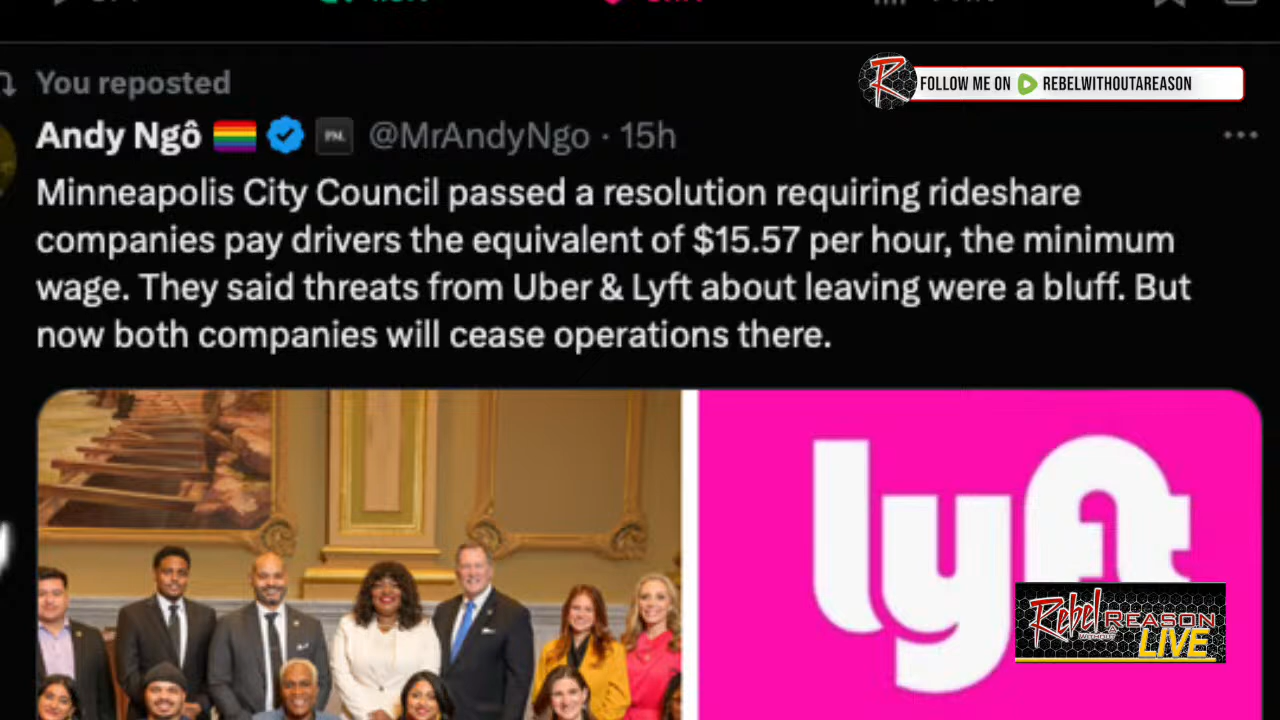 You reposted
FOLLOW ME ON REBELWITHOUTAREASON
Andy Ngô PM. @MrAndyNgo · 15h
Minneapolis City Council passed a resolution requiring rideshare
companies pay drivers the equivalent of $15.57 per hour, the minimum
wage. They said threats from Uber & Lyft about leaving were a bluff. But
now both companies will cease operations there.
lyft
Rebel
WITHOUT
REASON
LIVE